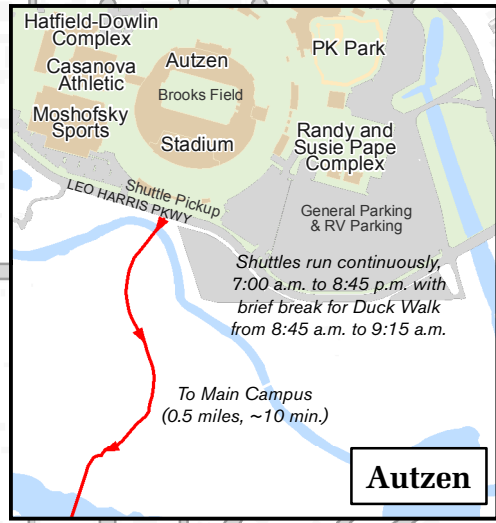 Hatfield-Dowlin
Complex
Casanova
Athletic
Moshofsky
Sports
Autzen
Brooks Field
Stadium
PK Park
Randy and
Susie Pape
Complex
Shuttle Pickup
LEO HARRIS PKWY
General Parking
& RV Parking
Shuttles run continuously,
7:00 a.m. to 8:45 p.m. with
brief break for Duck Walk
from 8:45 a.m. to 9:15 a.m.
To Main Campus
(0.5 miles, ~10 min.)
Autzen